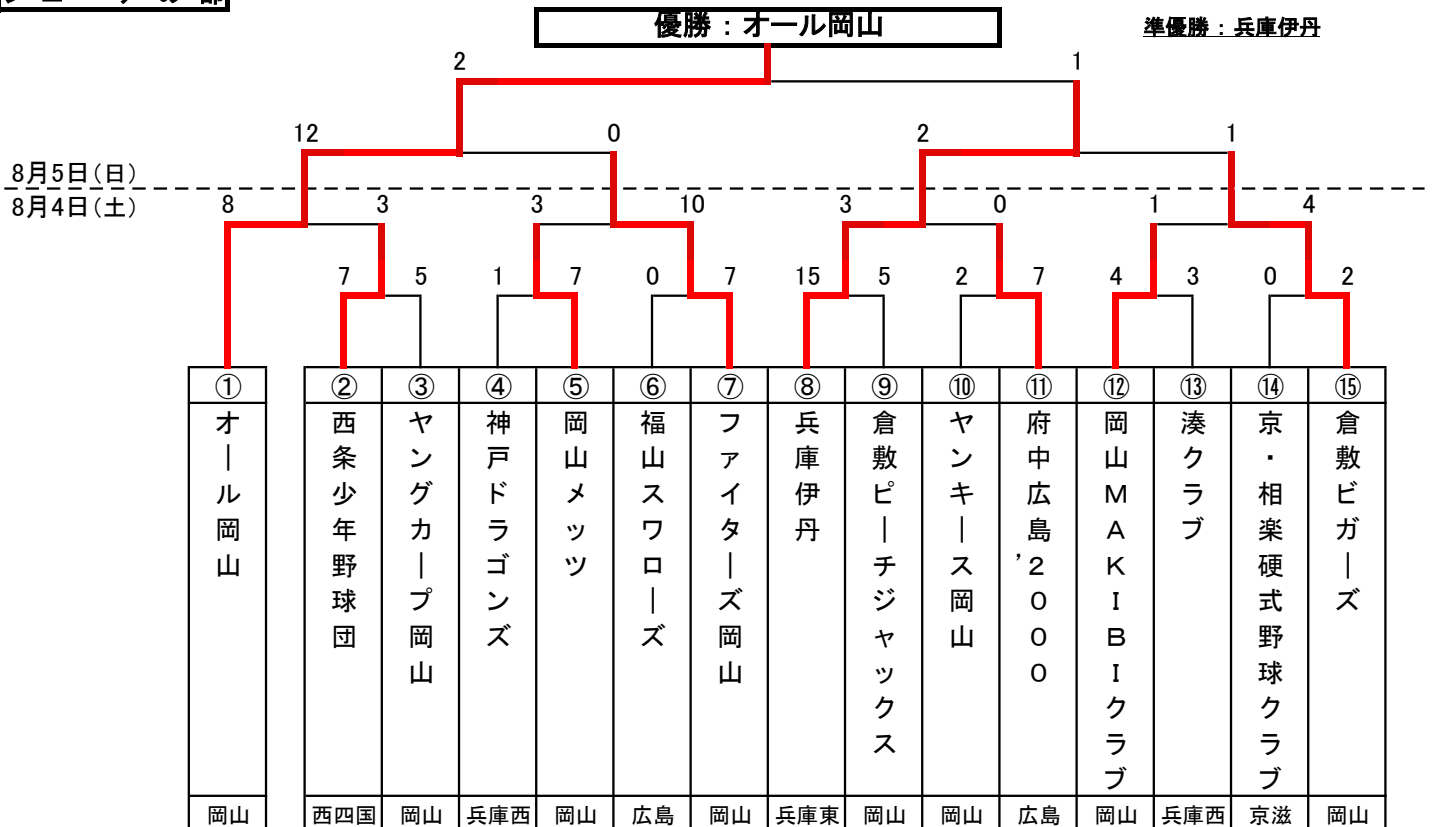 優勝：オール岡山
準優勝：兵庫伊丹
2 1
12 0 2 1
8月5日（日）
8月4日（土）
8 3 3 10 3 0 1 4
7 5 1 7 0 7 15 5 2 7 4 3 0 2
① ② ③ ④ ⑤ ⑥ ⑦ ⑧ ⑨ ⑩ ⑪ ⑫ ⑬ ⑭ ⑮
オール岡山
西条少年野球団
ヤングカープ岡山
神戸ドラゴンズ
岡山メッツ
福山スワローズ
ファイターズ岡山
兵庫伊丹
倉敷ピーチジャックス
ヤンキース岡山
府中広島’2000
岡山MAKIBIクラブ
湊クラブ
京・相楽硬式野球クラブ
倉敷ビガーズ
岡山 西四国 岡山 兵庫西 岡山 広島 岡山 兵庫東 岡山 岡山 広島 岡山 兵庫西 京滋 岡山